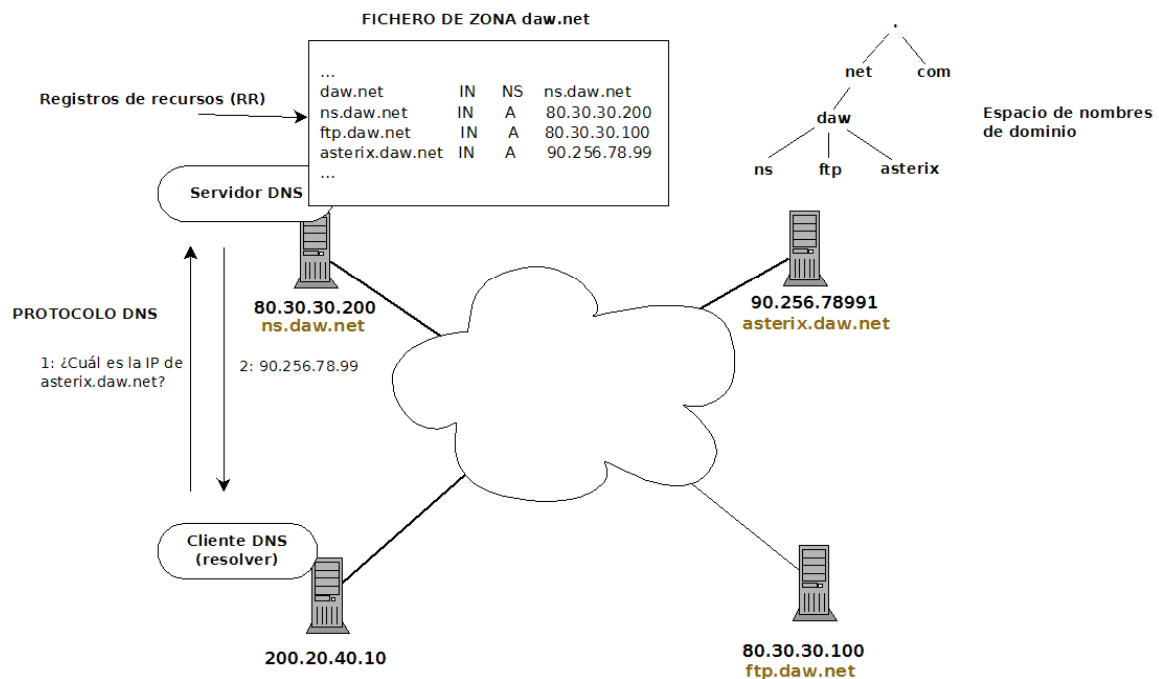 FICHERO DE ZONA daw.net
...
daw.net IN NS ns.daw.net
ns.daw.net IN A 80.30.30.200
ftp.daw.net IN A 80.30.30.100
asterix.daw.net IN A 90.256.78.99
...
Registros de recursos (RR)
.
net com
daw
ns ftp asterix
Espacio de nombres
de dominio
Servidor DNS
80.30.30.200
ns.daw.net
90.256.78991
asterix.daw.net
PROTOCOLO DNS
1: ¿Cuál es la IP de
asterix.daw.net?
2: 90.256.78.99
Cliente DNS
(resolver)
200.20.40.10
80.30.30.100
ftp.daw.net